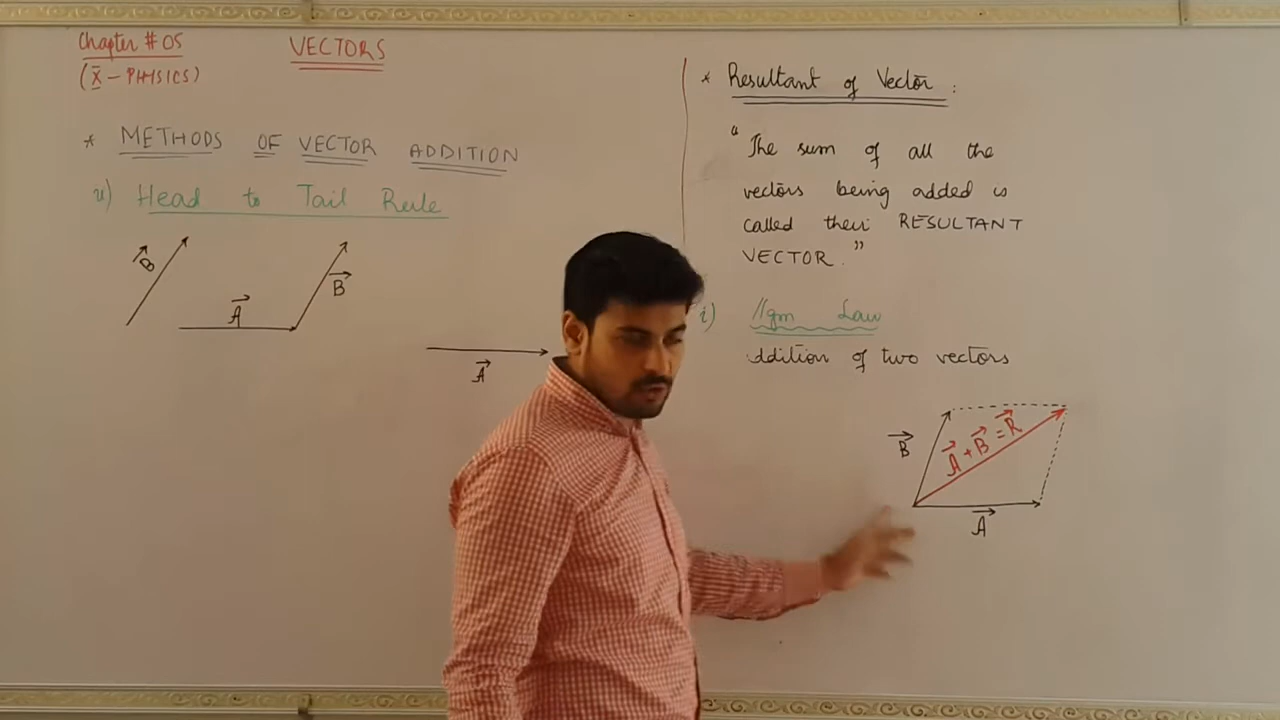 Chapter # 05
(X̄ - PHYSICS)
VECTORS
* METHODS OF VECTOR ADDITION
ii) Head to Tail Rule
B
A
B
A
* Resultant of Vector :
"The sum of all the
vectors being added is
called their RESULTANT
VECTOR."
i) //gm Law
ddition of two vectors
B
A + B = R
A